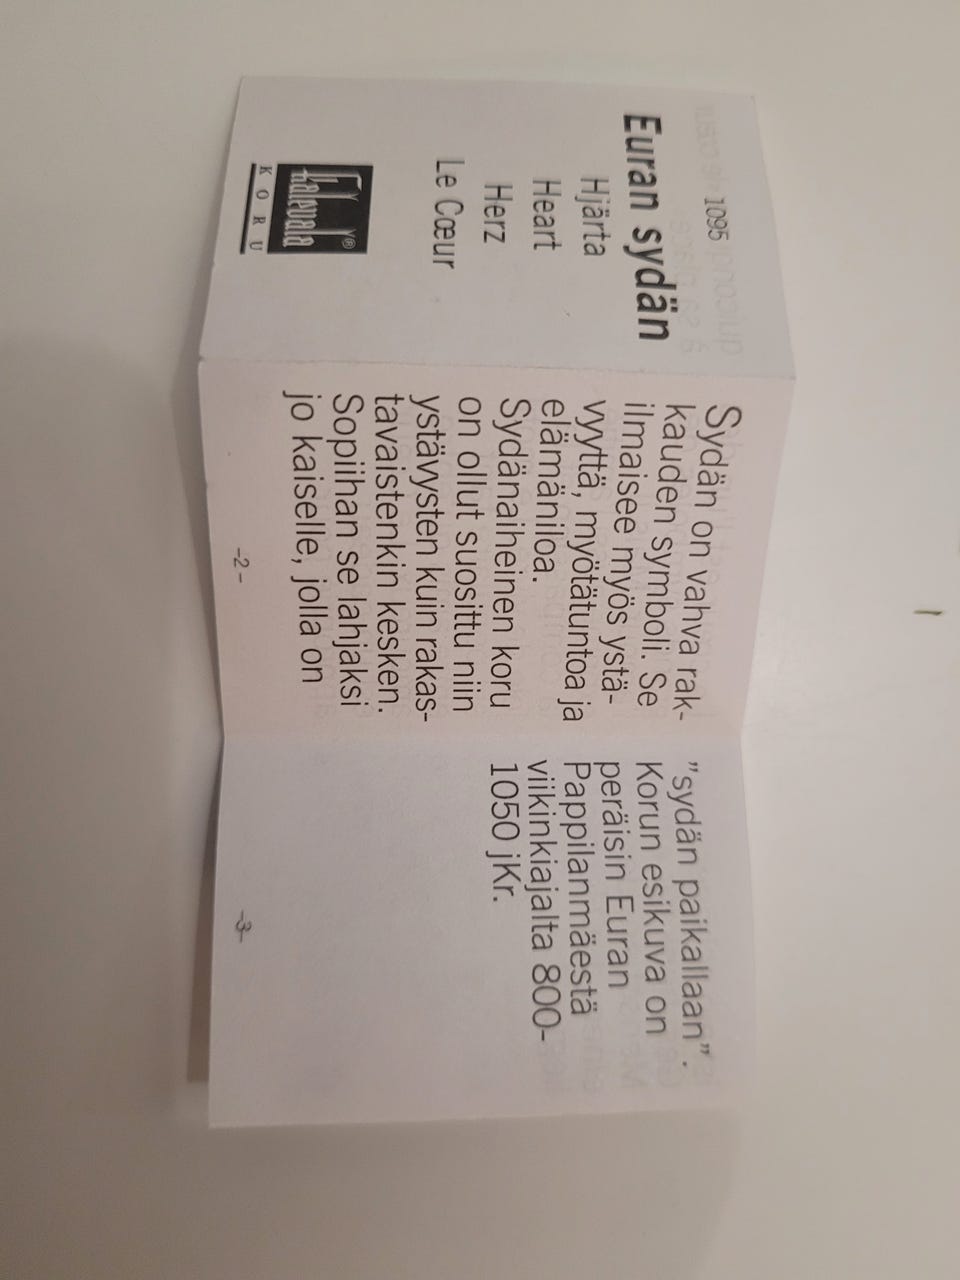 1095
Euran sydän
Hjärta
Heart
Herz
Le Cœur
Kalevala®
KORU
Sydän on vahva rak-
kauden symboli. Se
ilmaisee myös ystä-
vyyttä, myötätuntoa ja
elämäniloa.
Sydänaiheinen koru
on ollut suosittu niin
ystävysten kuin rakas-
tavaistenkin kesken.
Sopiihan se lahjaksi
jo kaiselle, jolla on
-2-
"sydän paikallaan".
Korun esikuva on
peräisin Euran
Pappilanmäestä
viikinkiajalta 800-
1050 jKr.
-3-